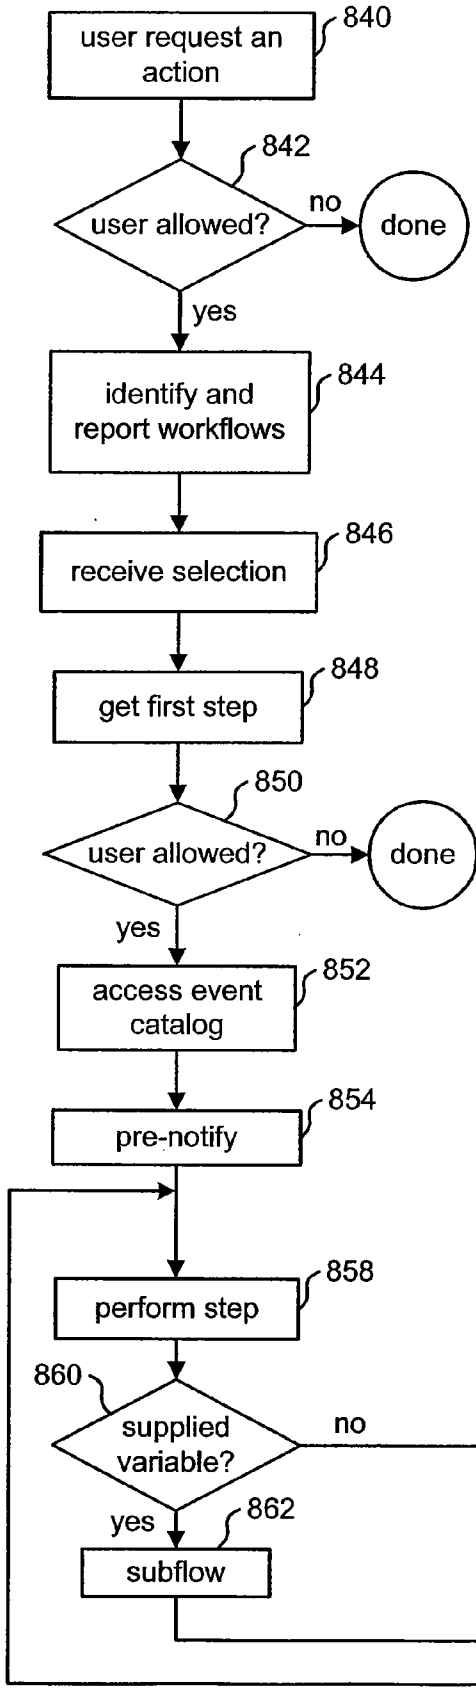 840
user request an
action
842
user allowed?
no
done
yes
844
identify and
report workflows
846
receive selection
848
get first step
850
user allowed?
no
done
yes
852
access event
catalog
854
pre-notify
858
perform step
860
supplied
variable?
no
yes
862
subflow